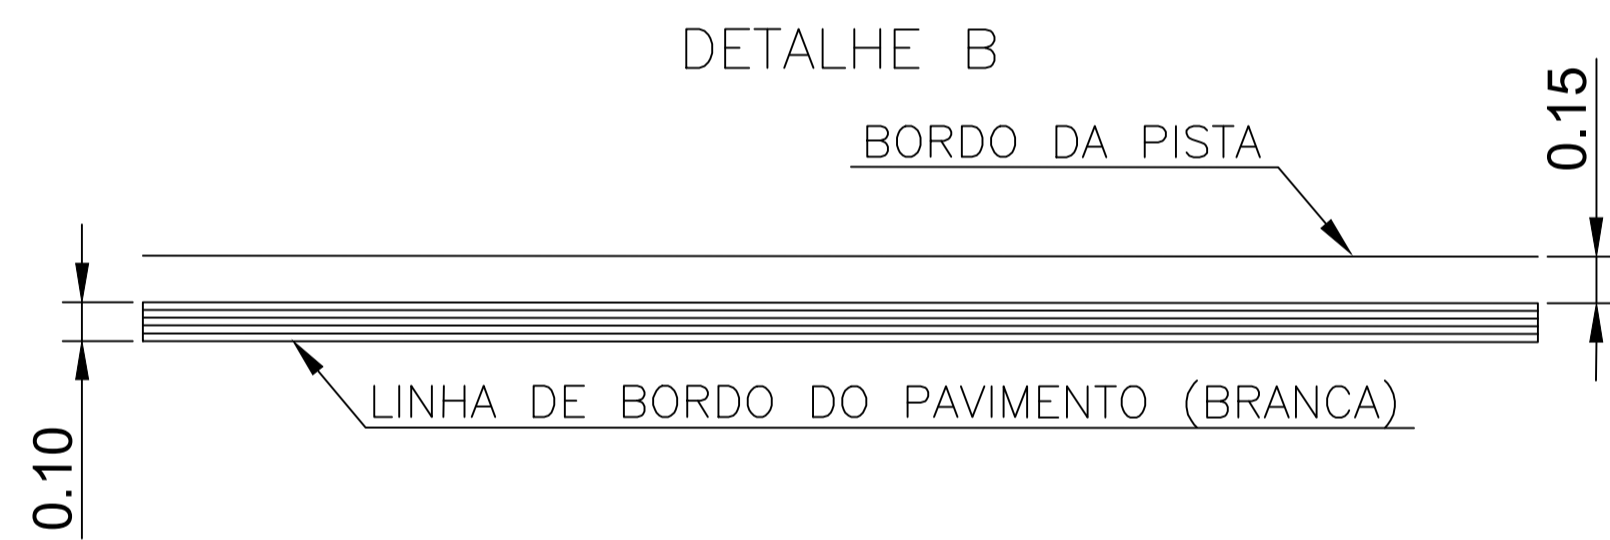 DETALHE B
BORDO DA PISTA
0.15
LINHA DE BORDO DO PAVIMENTO (BRANCA)
0.10